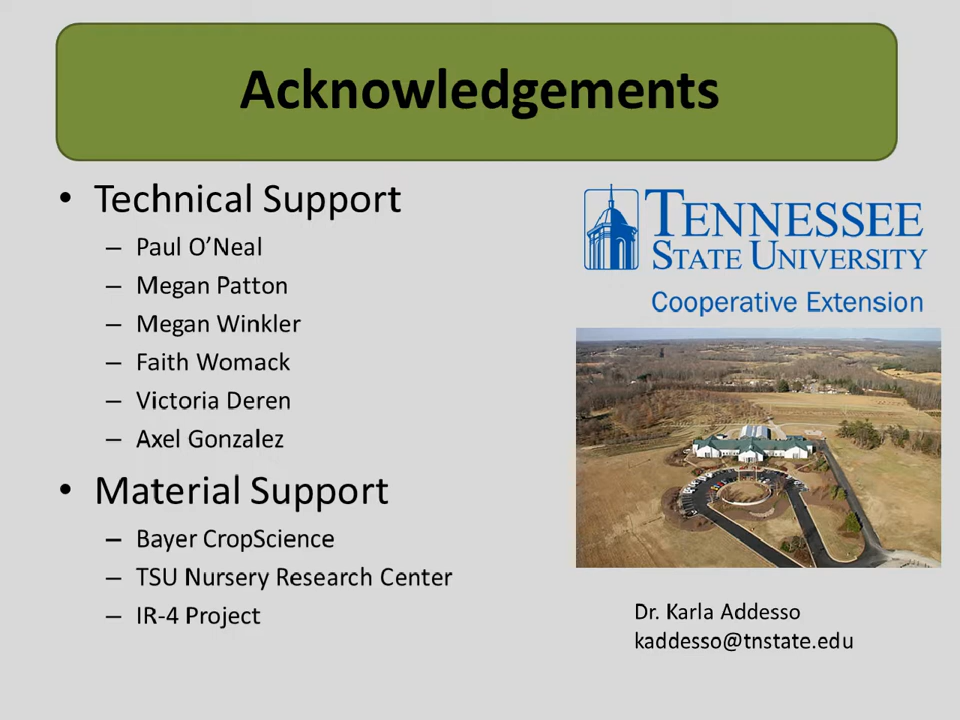 Acknowledgements
• Technical Support
– Paul O’Neal
– Megan Patton
– Megan Winkler
– Faith Womack
– Victoria Deren
– Axel Gonzalez
• Material Support
– Bayer CropScience
– TSU Nursery Research Center
– IR-4 Project
TENNESSEE
STATE UNIVERSITY
Cooperative Extension
Dr. Karla Addesso
kaddesso@tnstate.edu